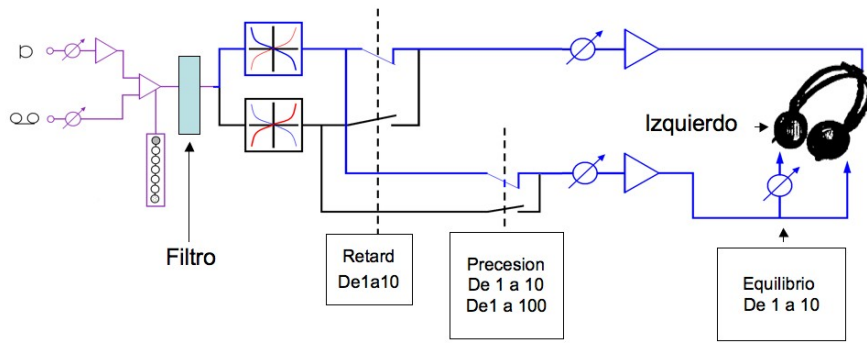 Izquierdo
Filtro
Retard
De1a10
Precesion
De 1 a 10
De1 a 100
Equilibrio
De 1 a 10